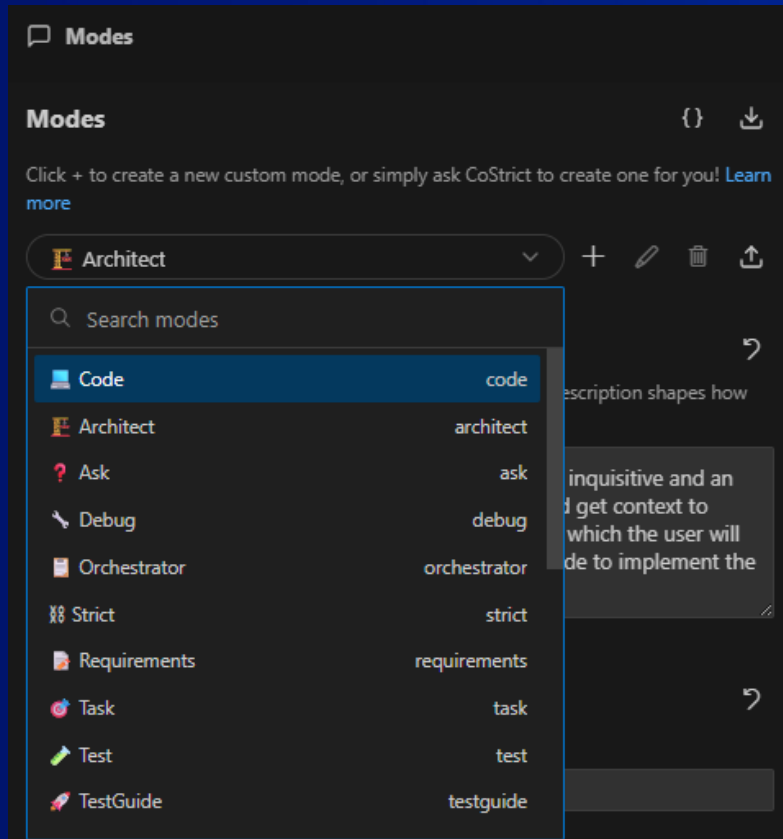 Modes
Modes
Click + to create a new custom mode, or simply ask CoStrict to create one for you! Learn
more
Architect
Search modes
Code code
escription shapes how
Architect architect
Ask ask
inquisitive and an
Debug debug
get context to
which the user will
Orchestrator orchestrator
de to implement the
Strict strict
Requirements requirements
Task task
Test test
TestGuide testguide